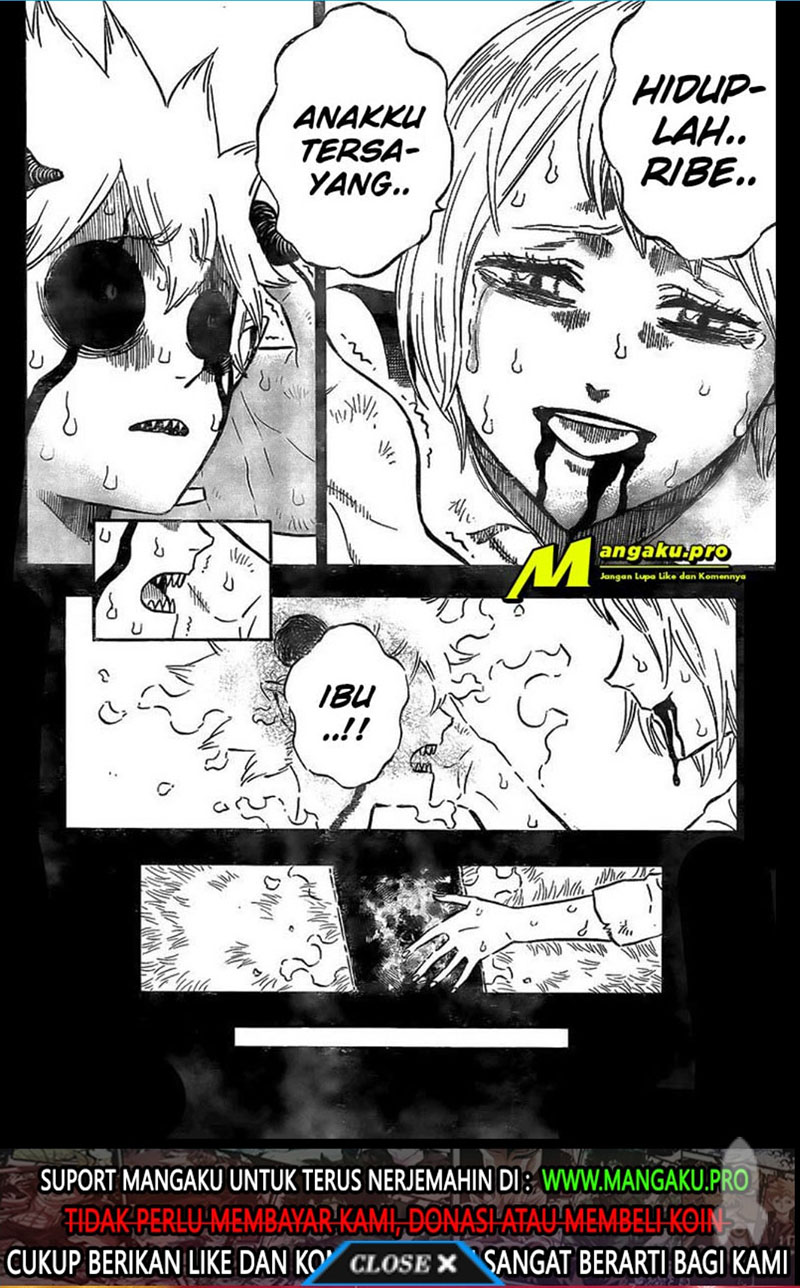 HIDUP-
LAH..
RIBE..
ANAKKU
TERSA-
YANG..
Mangaku.pro
Jangan Lupa Like dan Komennya
IBU
..!!
SUPORT MANGAKU UNTUK TERUS NERJEMAHIN DI : WWW.MANGAKU.PRO
TIDAK PERLU MEMBAYAR KAMI, DONASI ATAU MEMBELI KOIN
CUKUP BERIKAN LIKE DAN SANGAT BERARTI BAGI KAMI
CLOSE X